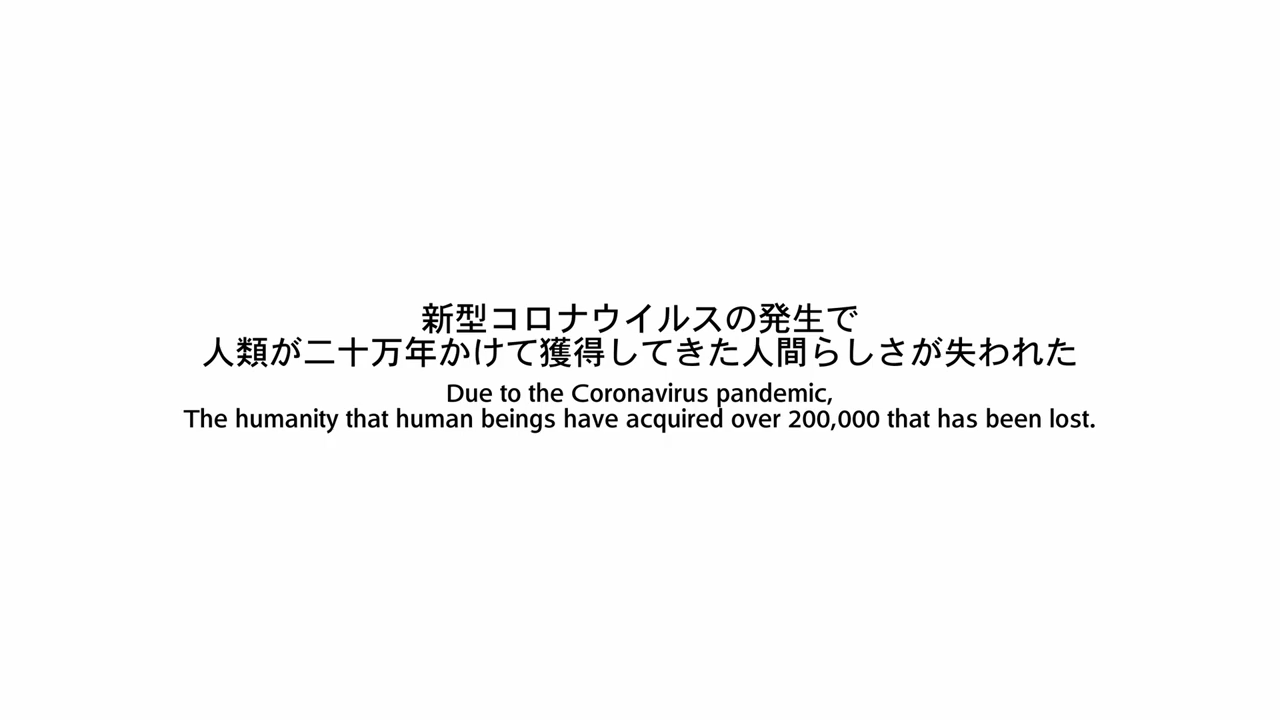 新型コロナウイルスの発生で
人類が二十万年かけて獲得してきた人間らしさが失われた
Due to the Coronavirus pandemic,
The humanity that human beings have acquired over 200,000 that has been lost.